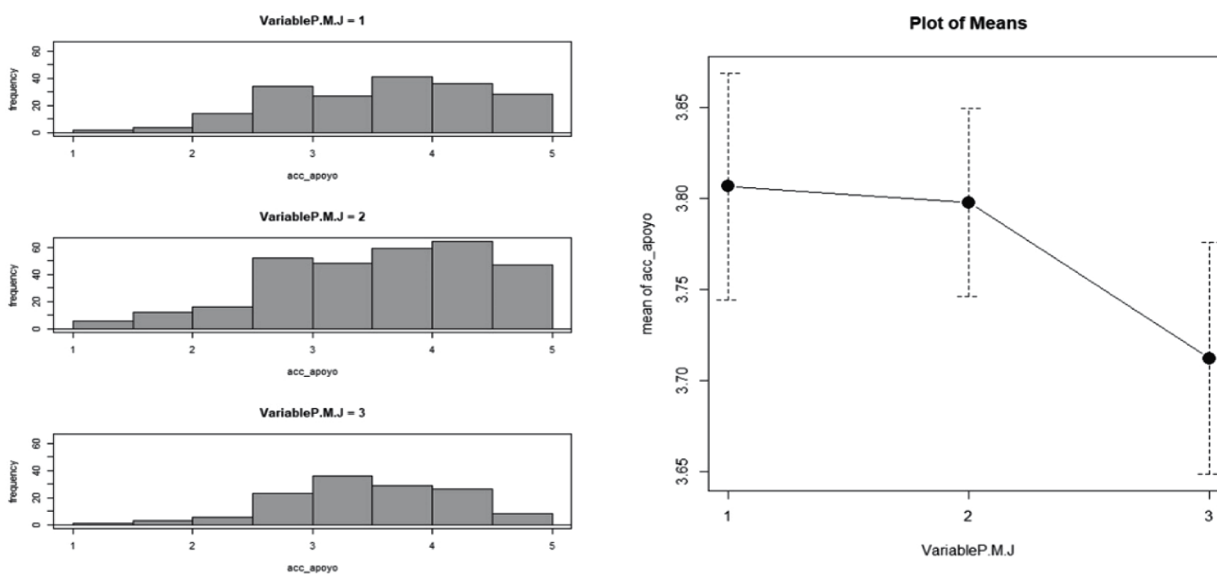 VariableP.M.J = 1
frequency
0 20 40 60
1 2 3 4 5
acc_apoyo
VariableP.M.J = 2
frequency
0 20 40 60
1 2 3 4 5
acc_apoyo
VariableP.M.J = 3
frequency
0 20 40 60
1 2 3 4 5
acc_apoyo
Plot of Means
mean of acc_apoyo
3.65 3.70 3.75 3.80 3.85
1 2 3
VariableP.M.J